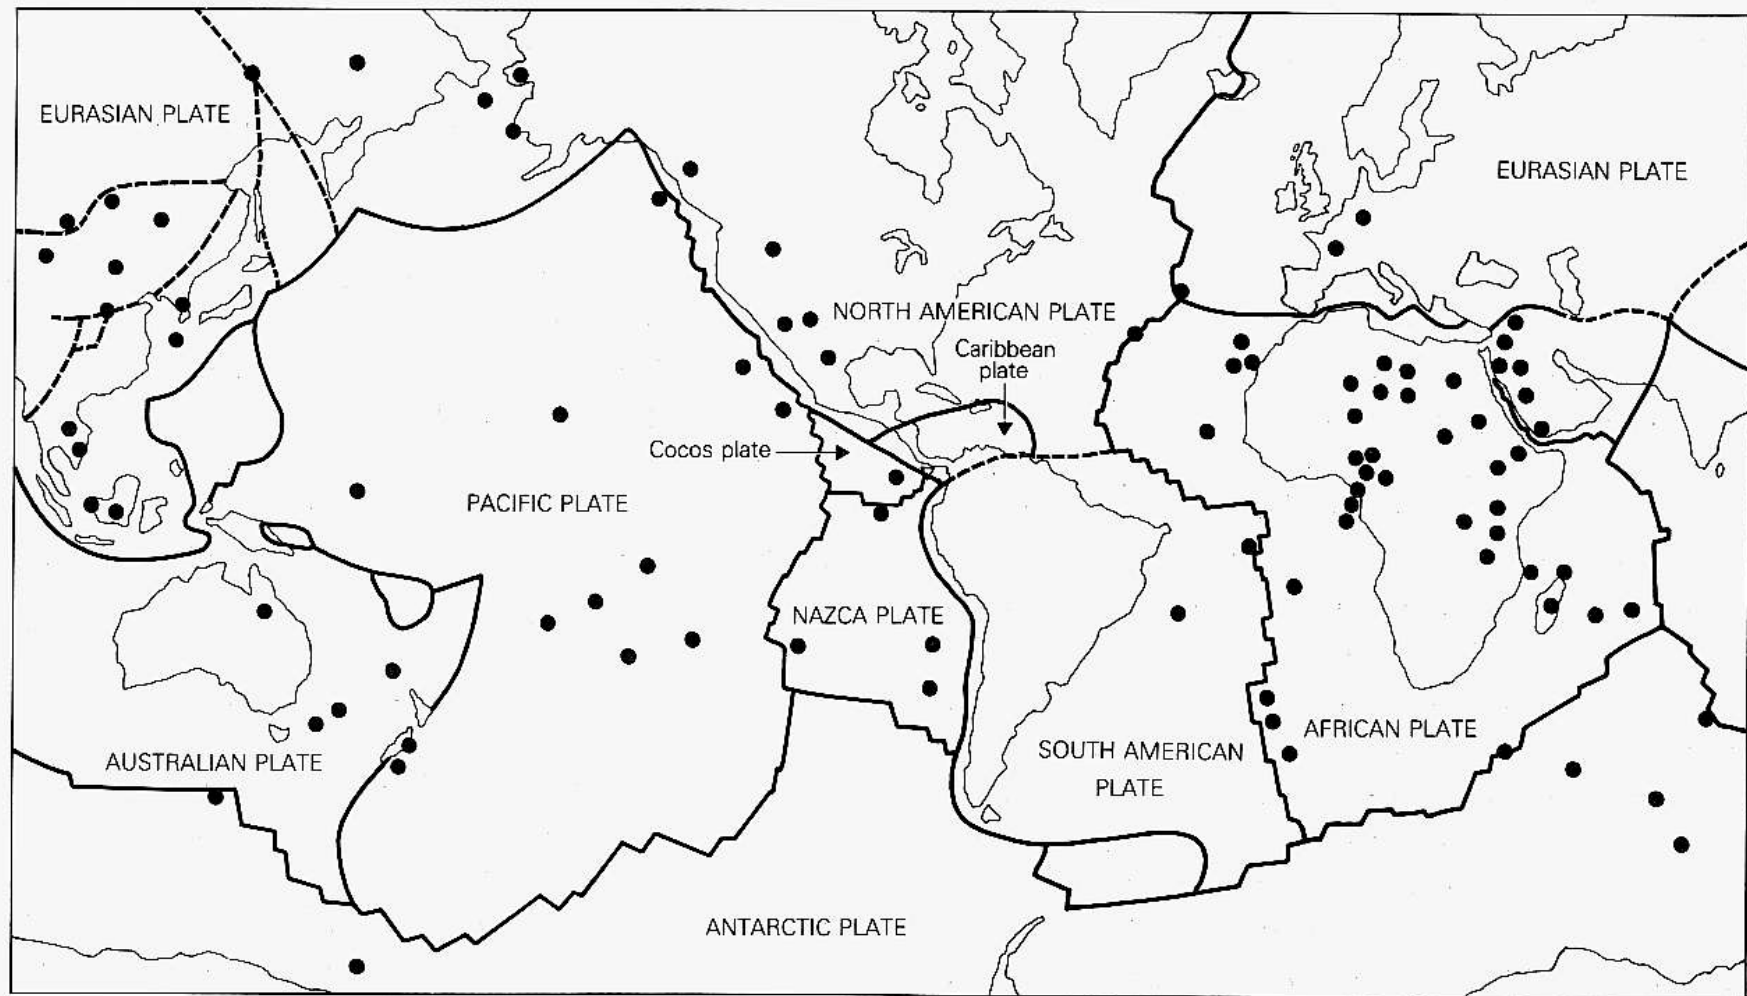 EURASIAN PLATE
EURASIAN PLATE
NORTH AMERICAN PLATE
Caribbean
plate
Cocos plate
PACIFIC PLATE
NAZCA PLATE
SOUTH AMERICAN
PLATE
AFRICAN PLATE
AUSTRALIAN PLATE
ANTARCTIC PLATE